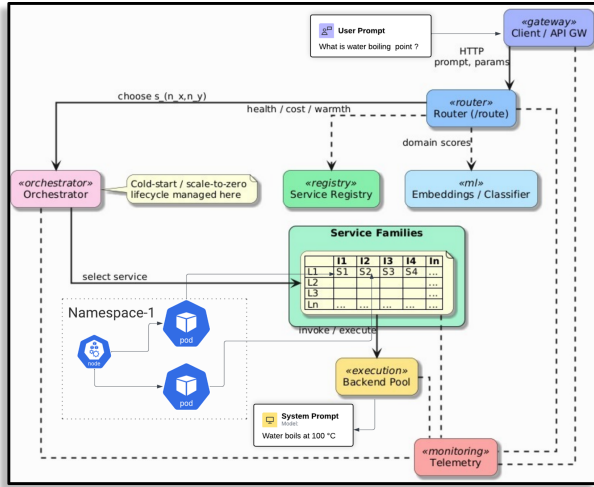 User Prompt
What is water boiling point ?
«gateway»
Client / API GW
HTTP
prompt, params
choose s_(n_x,n_y)
health / cost / warmth
«router»
Router (/route)
domain scores
«orchestrator»
Orchestrator
Cold-start / scale-to-zero
lifecycle managed here
«registry»
Service Registry
«ml»
Embeddings / Classifier
Service Families
I1 I2 I3 I4 In
L1 S1 S2 S3 S4 ...
L2 ...
L3 ...
Ln ... ... ... ... ...
select service
Namespace-1
pod
node
pod
invoke / execute
«execution»
Backend Pool
System Prompt
Model
Water boils at 100 °C
«monitoring»
Telemetry